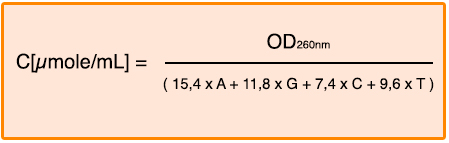 C[µmole/mL] = OD260nm
( 15,4 x A + 11,8 x G + 7,4 x C + 9,6 x T )